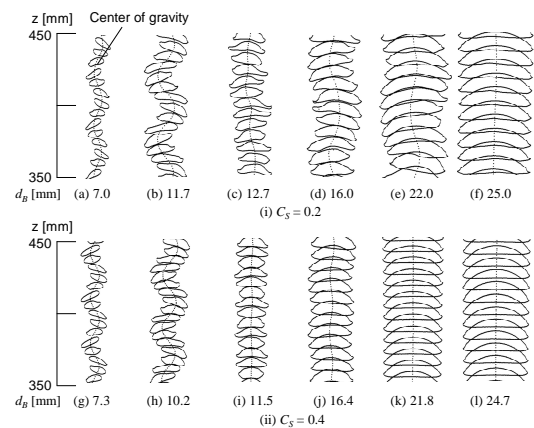 z [mm] Center of gravity
450
350
d_B [mm] (a) 7.0 (b) 11.7 (c) 12.7 (d) 16.0 (e) 22.0 (f) 25.0
(i) C_S = 0.2
z [mm]
450
350
d_B [mm] (g) 7.3 (h) 10.2 (i) 11.5 (j) 16.4 (k) 21.8 (l) 24.7
(ii) C_S = 0.4